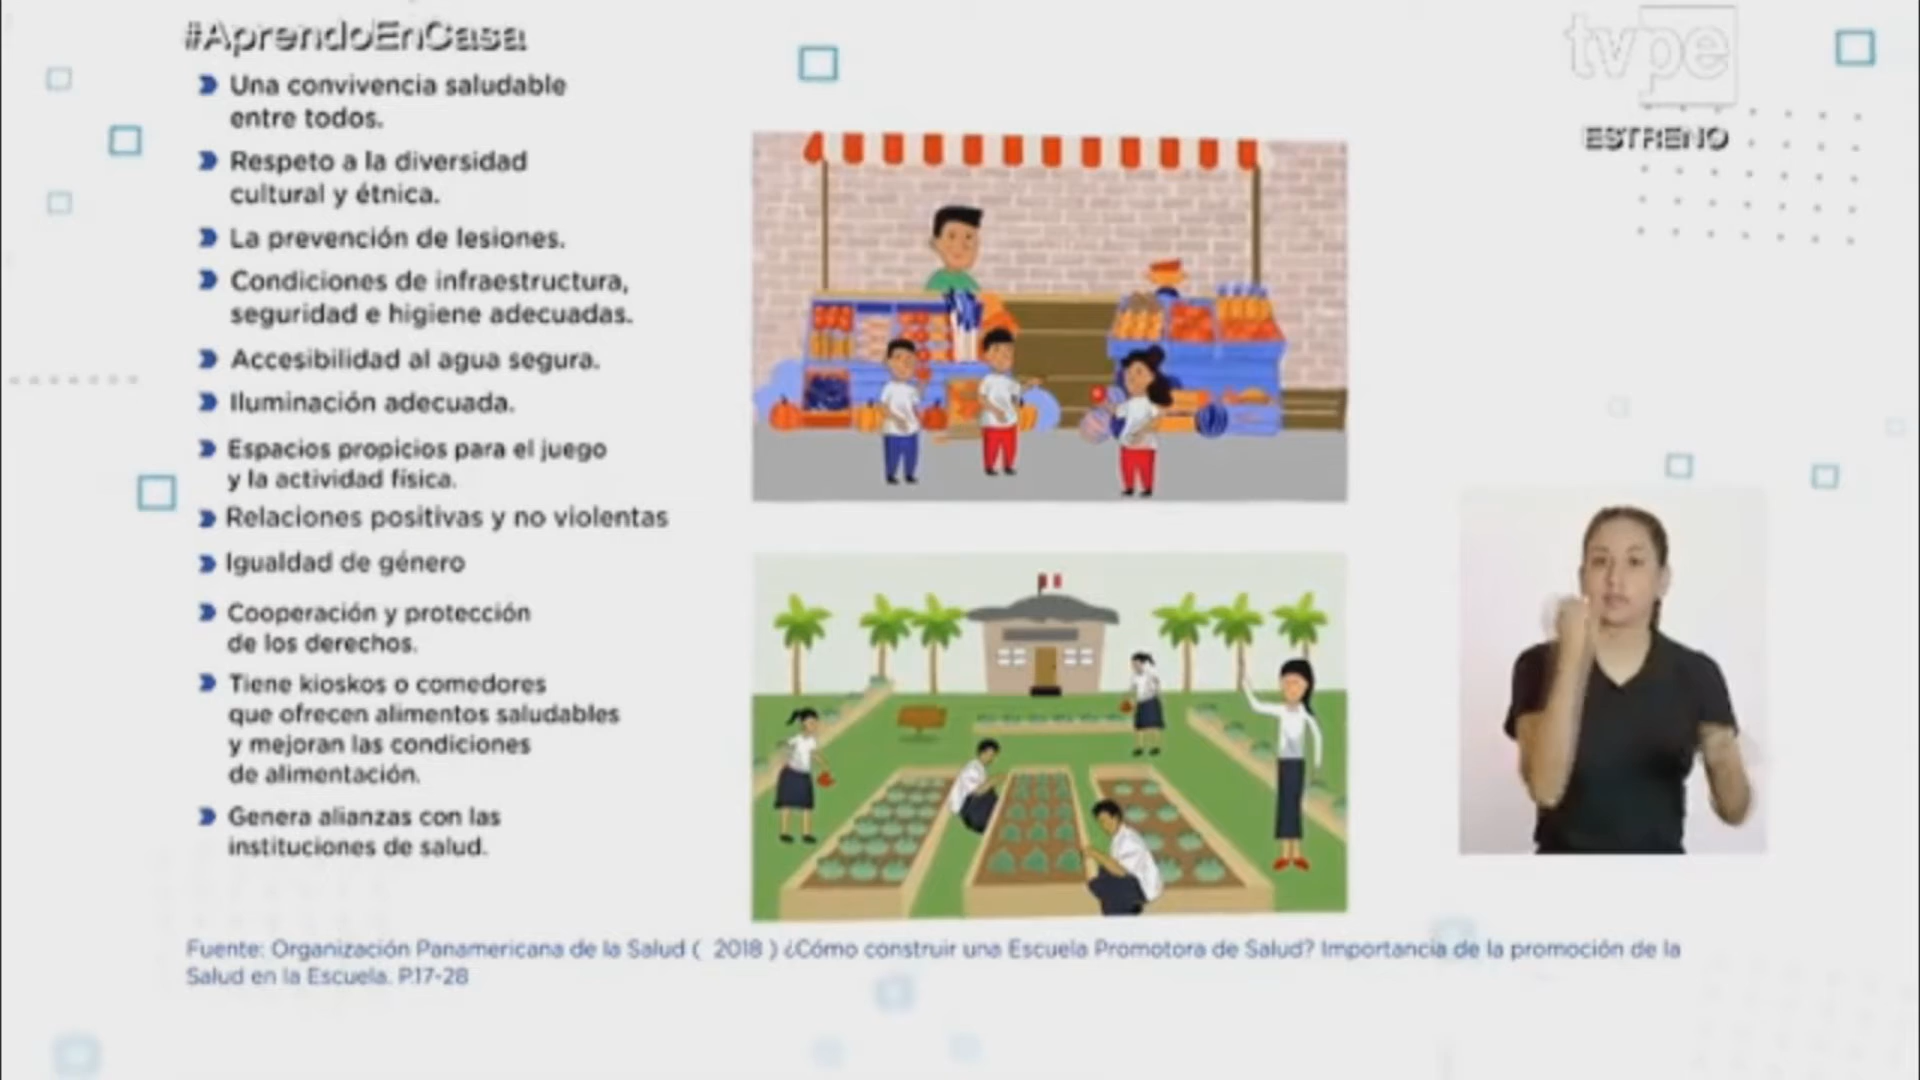 #AprendoEnCasa
tvpe
ESTRENO
Una convivencia saludable
entre todos.
Respeto a la diversidad
cultural y étnica.
La prevención de lesiones.
Condiciones de infraestructura,
seguridad e higiene adecuadas.
Accesibilidad al agua segura.
Iluminación adecuada.
Espacios propicios para el juego
y la actividad física.
Relaciones positivas y no violentas
Igualdad de género
Cooperación y protección
de los derechos.
Tiene kioskos o comedores
que ofrecen alimentos saludables
y mejoran las condiciones
de alimentación.
Genera alianzas con las
instituciones de salud.
Fuente: Organización Panamericana de la Salud ( 2018 ) ¿Cómo construir una Escuela Promotora de Salud? Importancia de la promoción de la
Salud en la Escuela. P.17-28